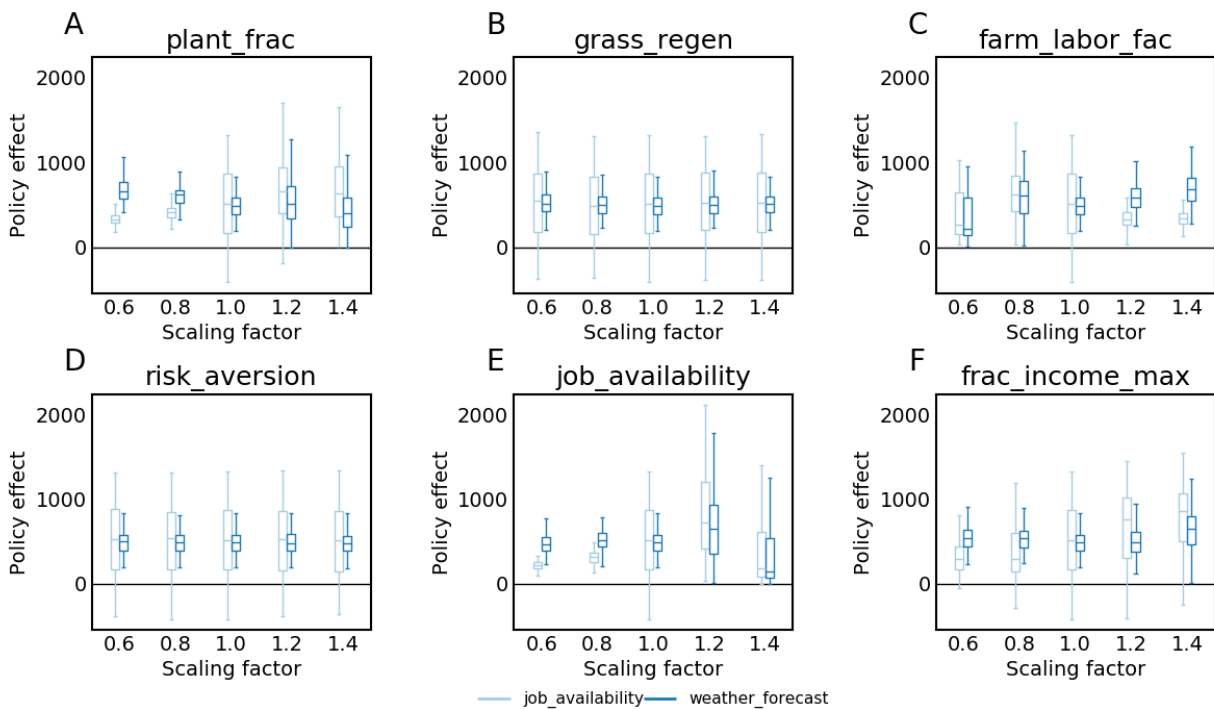 A
plant_frac
2000
1000
0
Policy effect
0.6 0.8 1.0 1.2 1.4
Scaling factor
B
grass_regen
2000
1000
0
Policy effect
0.6 0.8 1.0 1.2 1.4
Scaling factor
C
farm_labor_fac
2000
1000
0
Policy effect
0.6 0.8 1.0 1.2 1.4
Scaling factor
D
risk_aversion
2000
1000
0
Policy effect
0.6 0.8 1.0 1.2 1.4
Scaling factor
E
job_availability
2000
1000
0
Policy effect
0.6 0.8 1.0 1.2 1.4
Scaling factor
F
frac_income_max
2000
1000
0
Policy effect
0.6 0.8 1.0 1.2 1.4
Scaling factor
job_availability weather_forecast